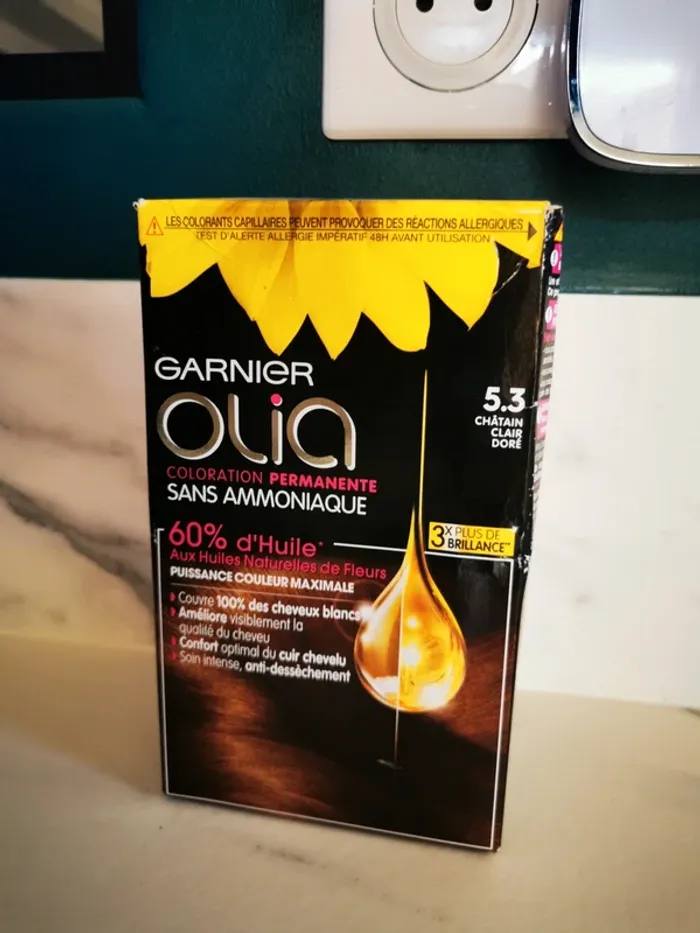 LES COLORANTS CAPILLAIRES PEUVENT PROVOQUER DES RÉACTIONS ALLERGIQUES
TEST D'ALERTE ALLERGIE IMPÉRATIF 48H AVANT UTILISATION
GARNIER
OLIA
5.3
CHÂTAIN
CLAIR
DORÉ
COLORATION PERMANENTE
SANS AMMONIAQUE
60% d'Huile*
Aux Huiles Naturelles de Fleurs
PUISSANCE COULEUR MAXIMALE
3X PLUS DE
BRILLANCE**
Couvre 100% des cheveux blancs
Améliore visiblement la
qualité du cheveu
Confort optimal du cuir chevelu
Soin intense, anti-dessèchement